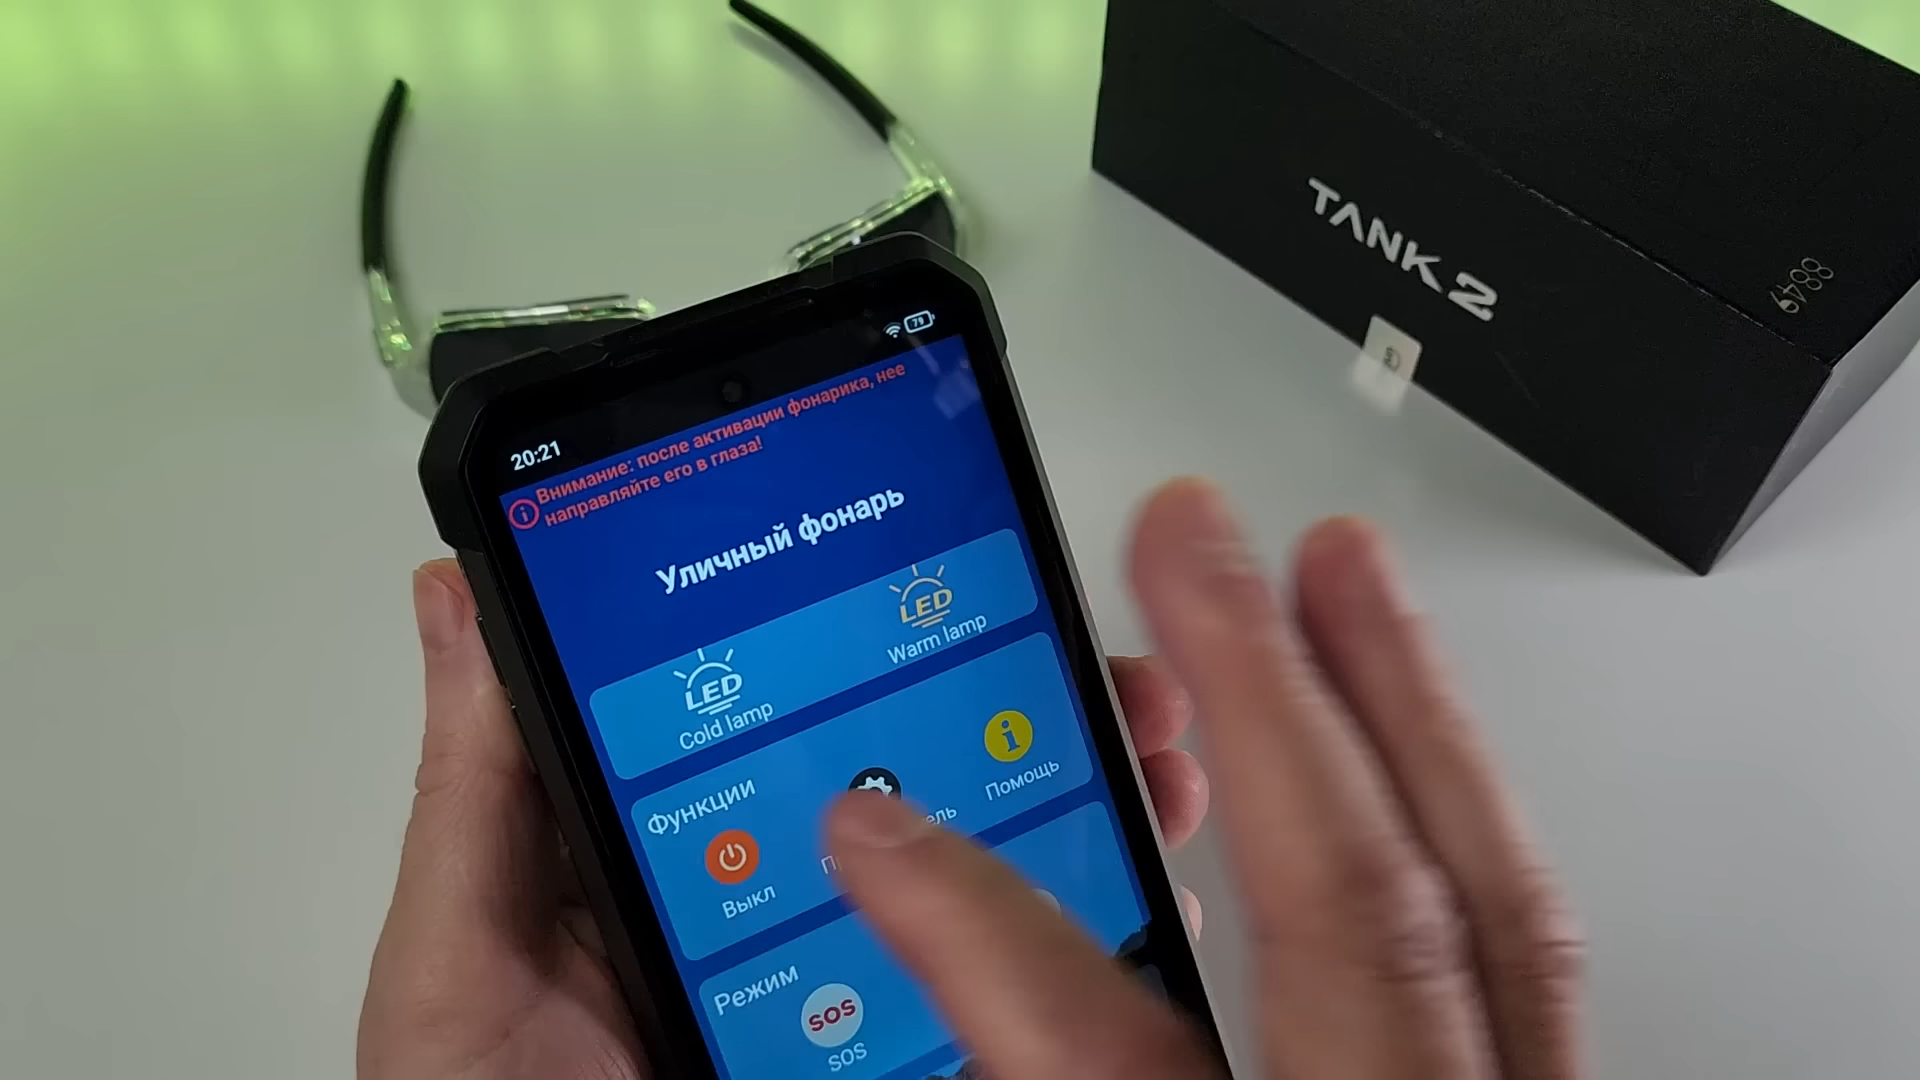 TANK 2
8849
79
20:21
Внимание: после активации фонарика, нее
направляйте его в глаза!
Уличный фонарь
LED
Warm lamp
LED
Cold lamp
Функции
Помощь
Выкл
Режим
SOS
SOS